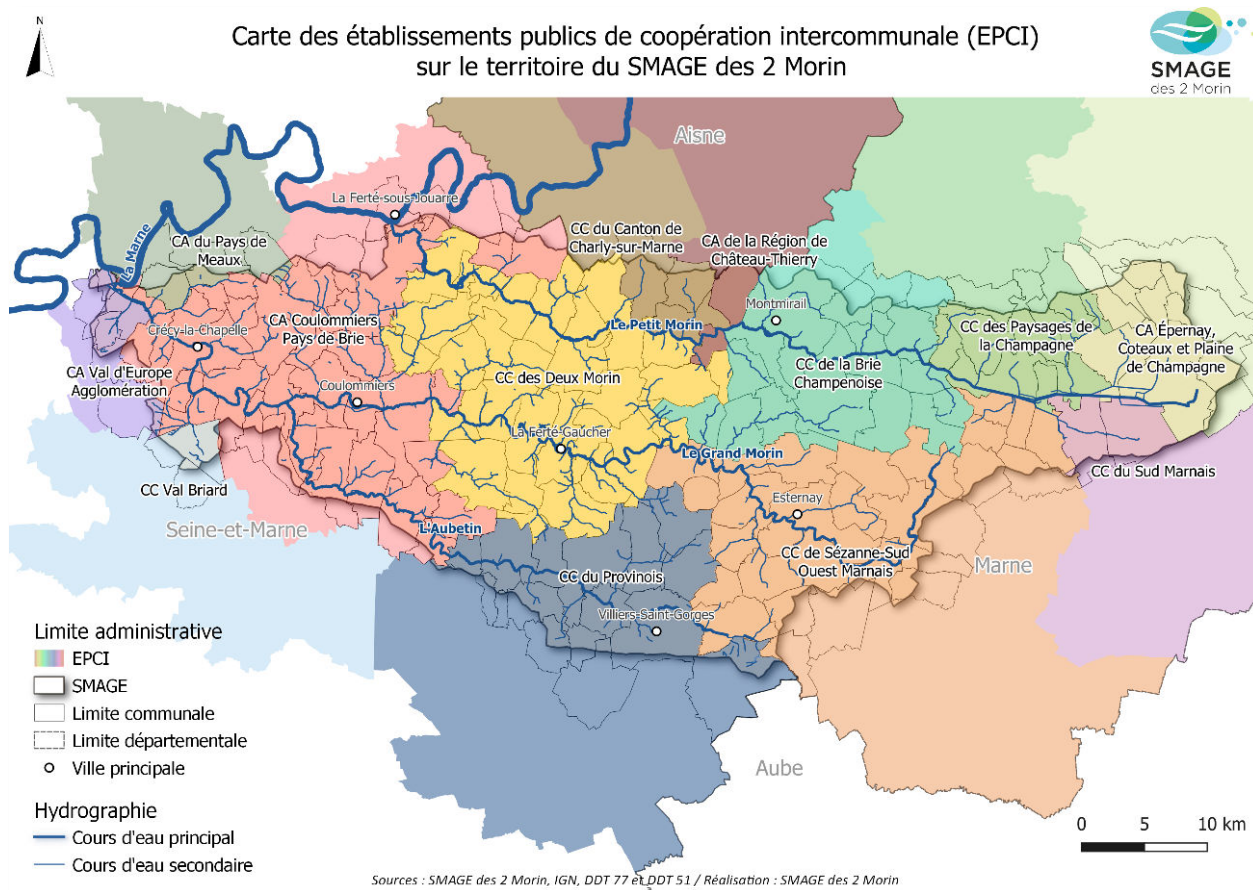 N
Carte des établissements publics de coopération intercommunale (EPCI)
sur le territoire du SMAGE des 2 Morin
SMAGE
des 2 Morin
Aisne
La Ferté-sous-Jouarre
La Marne
CA du Pays de
Meaux
CC du Canton de
Charly-sur-Marne
CA de la Région de
Château-Thierry
Montmirail
Crécy-la-Chapelle
CA Coulommiers
Pays de Brie
Le Petit Morin
CC des Paysages de
la Champagne
CA Épernay,
Coteaux et Plaine
de Champagne
CA Val d'Europe
Agglomération
Coulommiers
CC des Deux Morin
CC de la Brie
Champenoise
La Ferté-Gaucher
Le Grand Morin
CC du Sud Marnais
CC Val Briard
Seine-et-Marne
L'Aubetin
Esternay
CC de Sézanne-Sud
Ouest Marnais
Marne
CC du Provinois
Villiers-Saint-Gorges
Aube
Limite administrative
EPCI
SMAGE
Limite communale
Limite départementale
Ville principale
Hydrographie
Cours d'eau principal
Cours d'eau secondaire
0 5 10 km
Sources : SMAGE des 2 Morin, IGN, DDT 77 et DDT 51 / Réalisation : SMAGE des 2 Morin